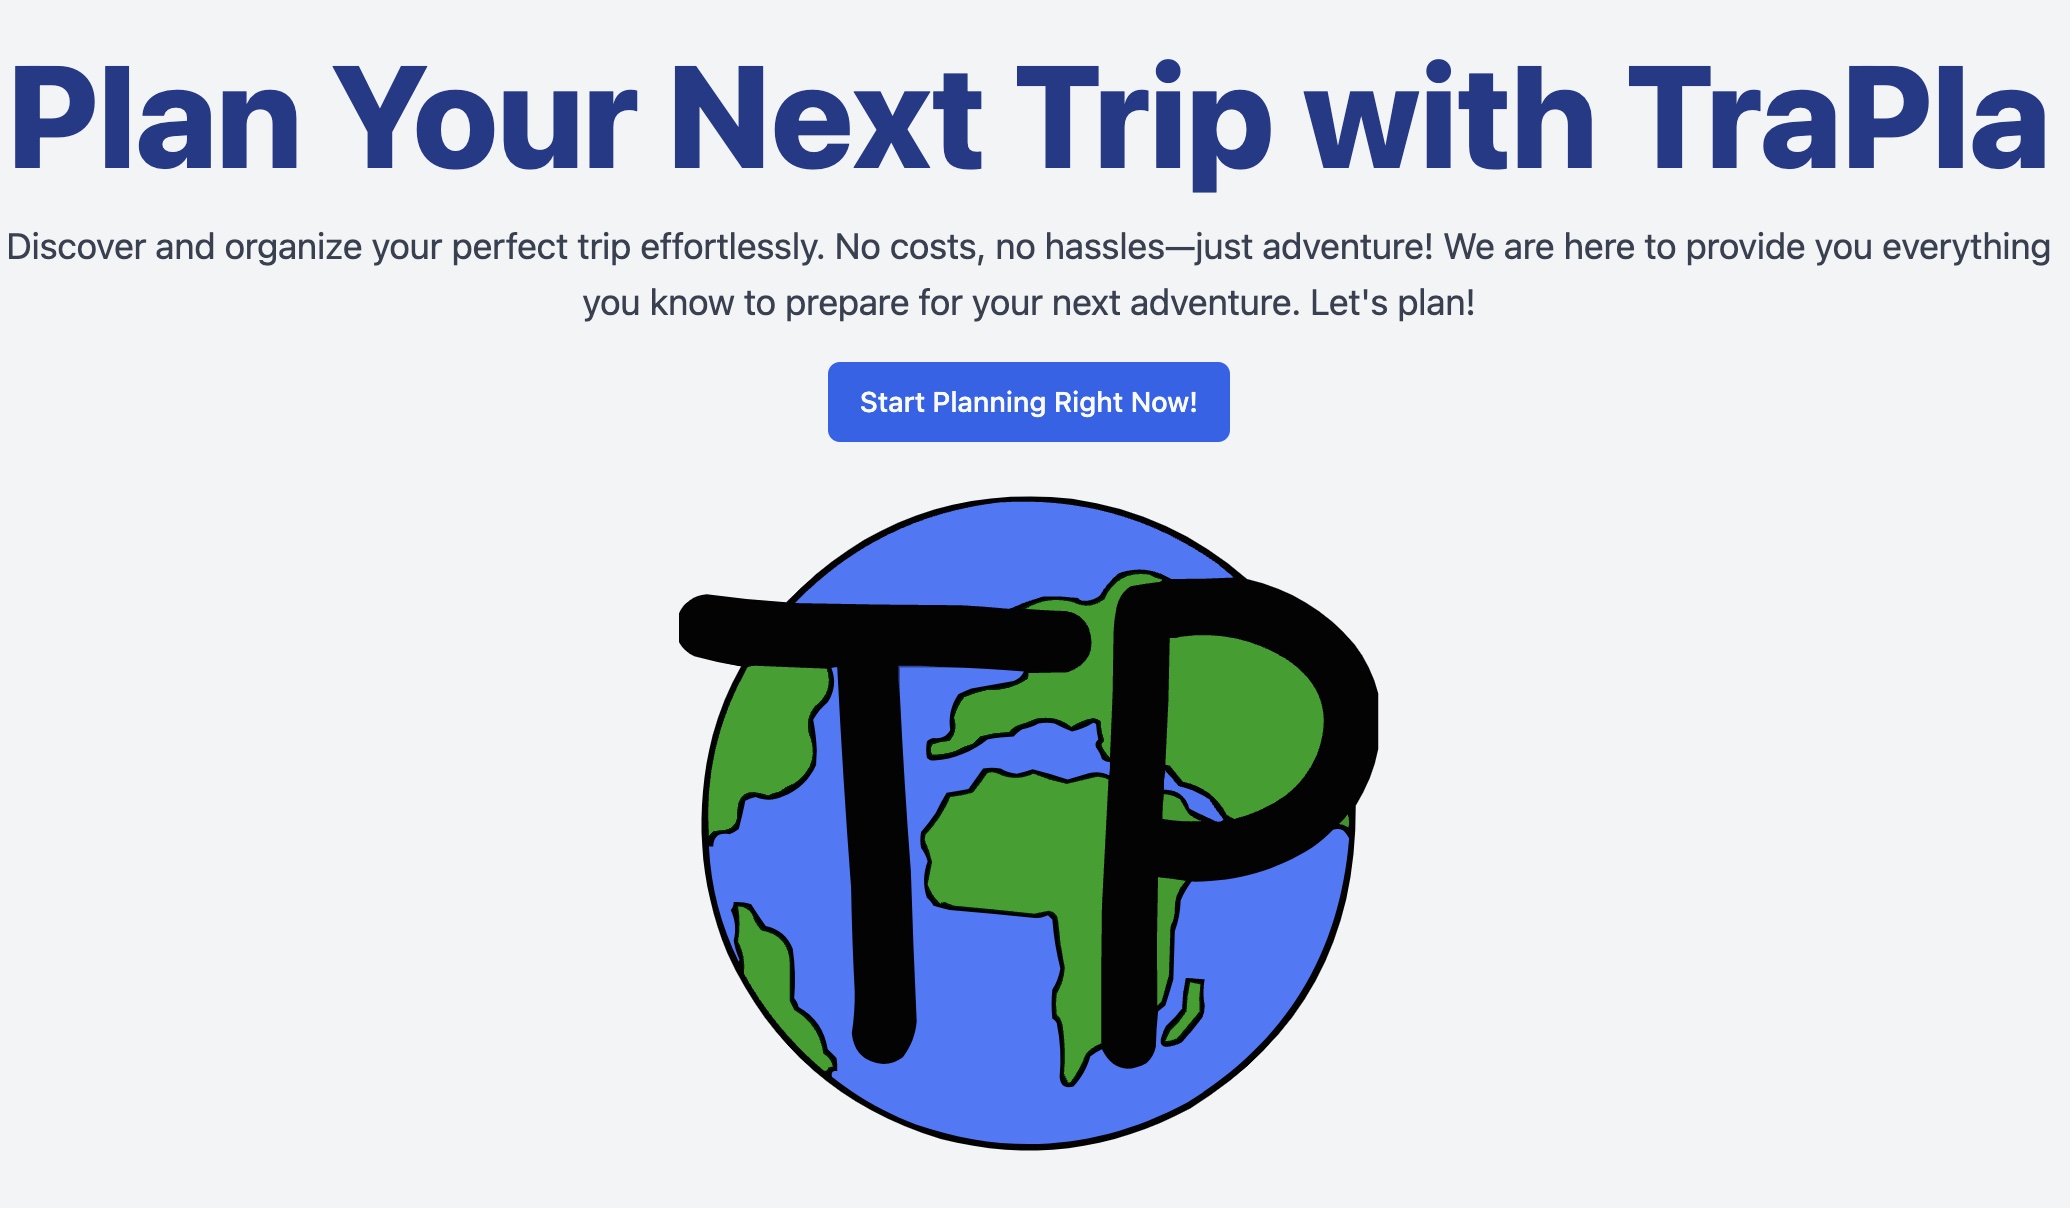 Plan Your Next Trip with TraPla
Discover and organize your perfect trip effortlessly. No costs, no hassles—just adventure! We are here to provide you everything
you know to prepare for your next adventure. Let's plan!
Start Planning Right Now!
TP